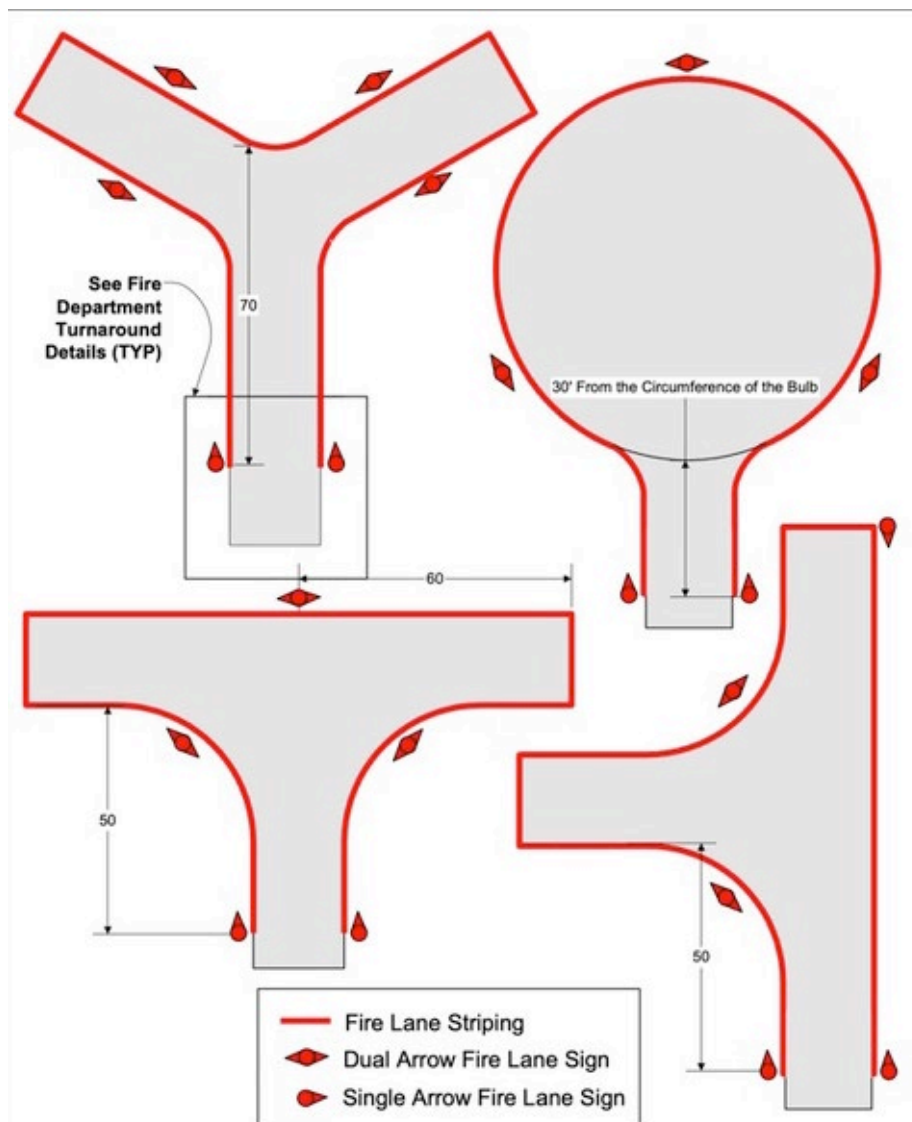 See Fire
Department
Turnaround
Details (TYP)
70
30' From the Circumference of the Bulb
60
50
50
Fire Lane Striping
Dual Arrow Fire Lane Sign
Single Arrow Fire Lane Sign